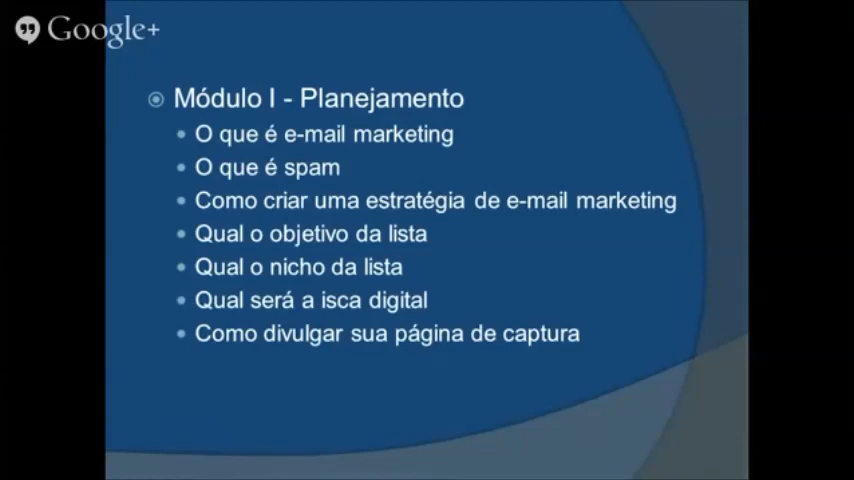 Google+
Módulo I - Planejamento
O que é e-mail marketing
O que é spam
Como criar uma estratégia de e-mail marketing
Qual o objetivo da lista
Qual o nicho da lista
Qual será a isca digital
Como divulgar sua página de captura